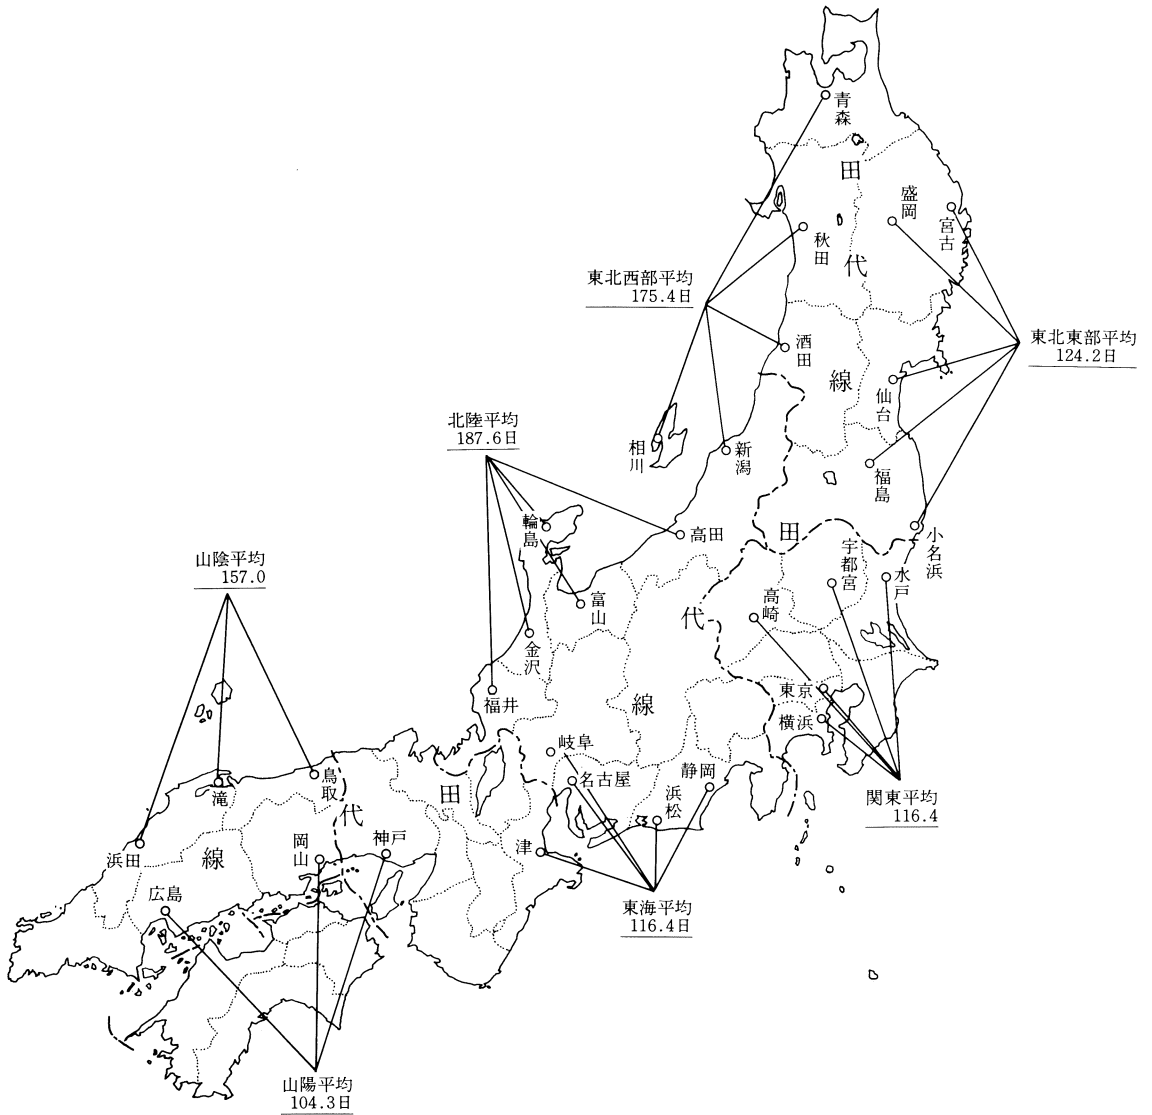 青森
田
盛岡
宮古
秋田
代
東北西部平均
175.4日
酒田
東北東部平均
124.2日
線
仙台
北陸平均
187.6日
相川
新潟
福島
輪島
高田
田
小名浜
宇都宮
水戸
山陰平均
157.0
高崎
富山
代
金沢
東京
福井
線
横浜
岐阜
名古屋
静岡
浜松
関東平均
116.4
鳥取
滝
田
代
岡山
神戸
津
浜田
線
広島
東海平均
116.4日
山陽平均
104.3日